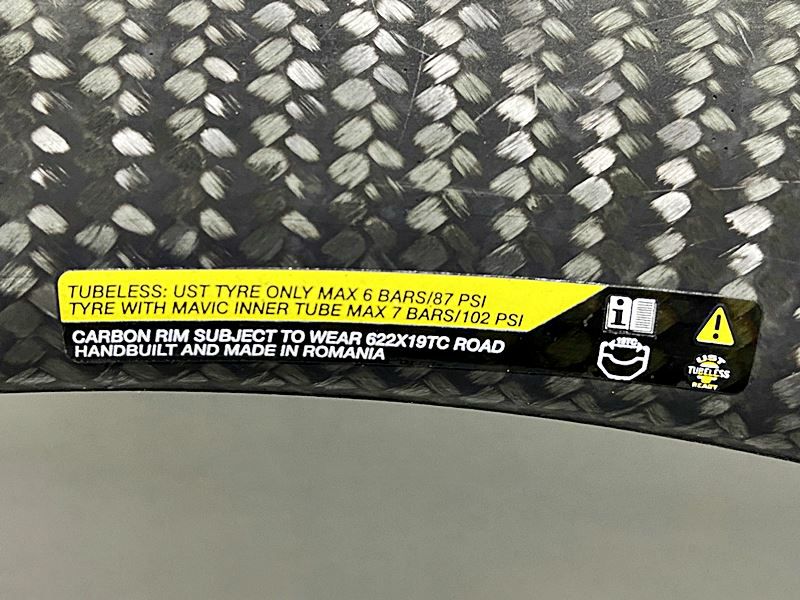 TUBELESS: UST TYRE ONLY MAX 6 BARS/87 PSI
TYRE WITH MAVIC INNER TUBE MAX 7 BARS/102 PSI
CARBON RIM SUBJECT TO WEAR 622X19TC ROAD
HANDBUILT AND MADE IN ROMANIA
i
!
19TC
UST
TUBELESS
READY